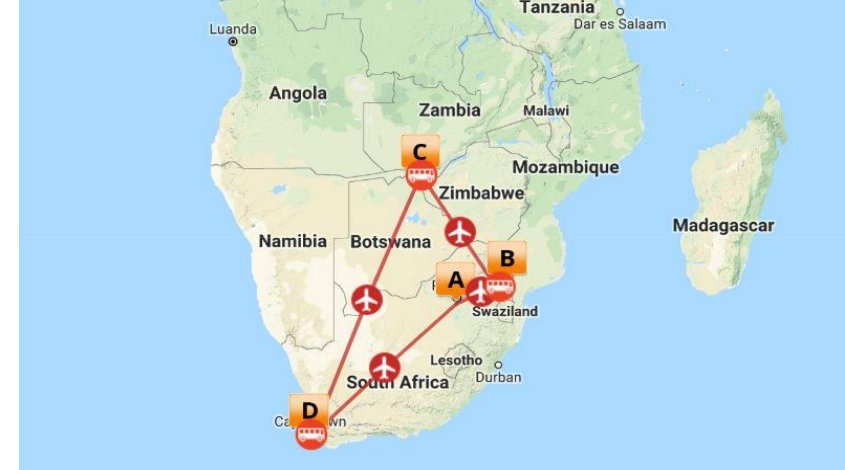 Tanzania
Dar es Salaam
Luanda
Angola
Zambia
Malawi
C
Mozambique
Zimbabwe
Madagascar
Namibia
Botswana
B
A
Swaziland
Lesotho
Durban
South Africa
D